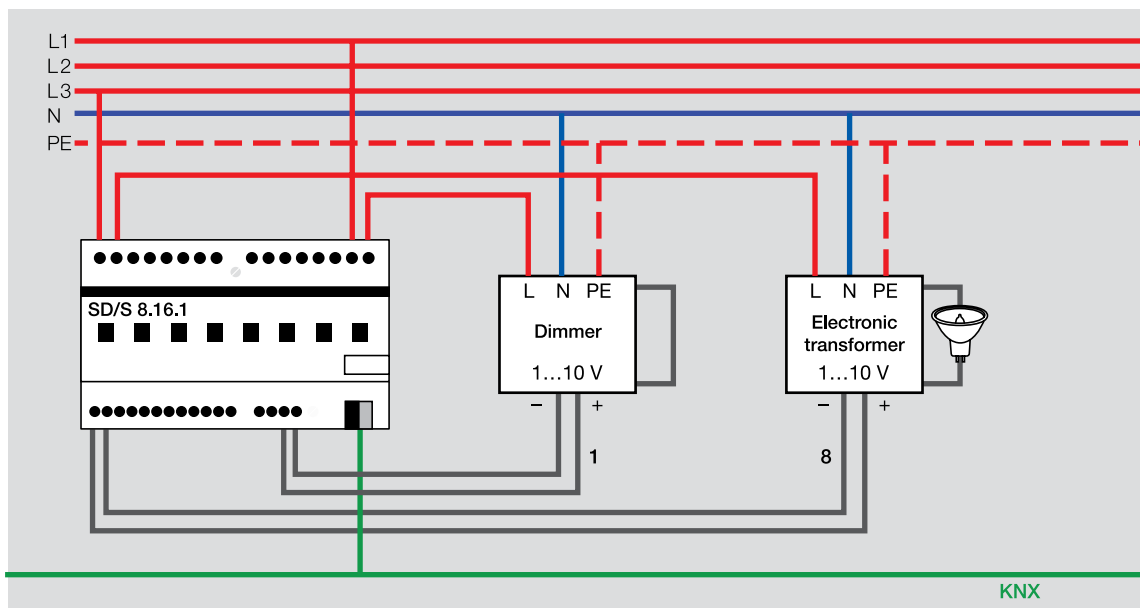 L1
L2
L3
N
PE
SD/S 8.16.1
L N PE
Dimmer
1...10 V
– +
1
L N PE
Electronic
transformer
1...10 V
– +
8
KNX